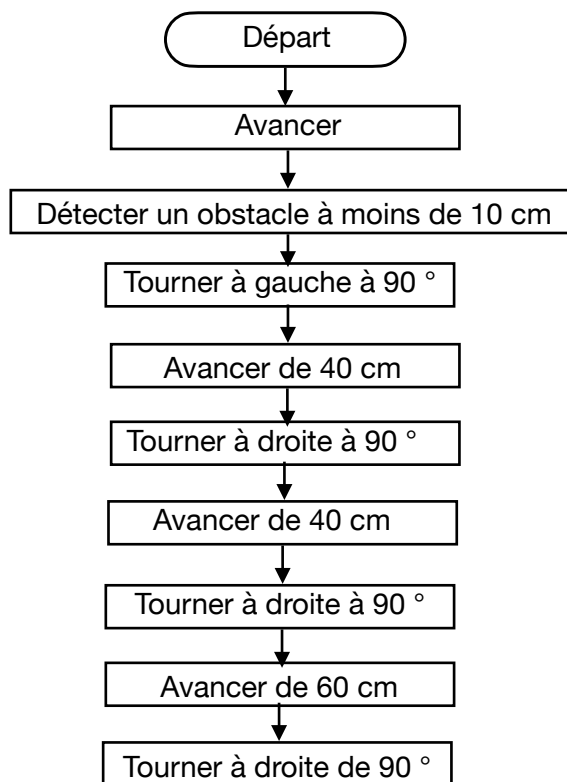 Départ
Avancer
Détecter un obstacle à moins de 10 cm
Tourner à gauche à 90 °
Avancer de 40 cm
Tourner à droite à 90 °
Avancer de 40 cm
Tourner à droite à 90 °
Avancer de 60 cm
Tourner à droite de 90 °